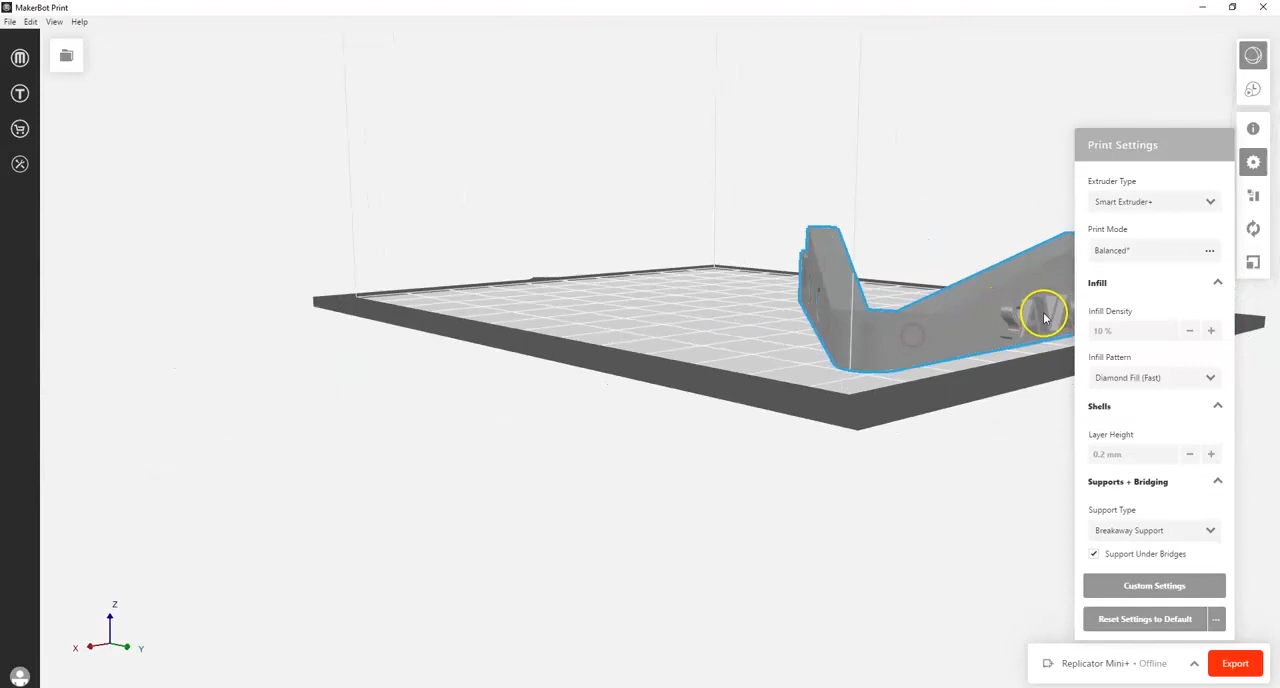 MakerBot Print
File Edit View Help
Print Settings
Extruder Type
Smart Extruder+
Print Mode
Balanced* ...
Infill
Infill Density
10 % − +
Infill Pattern
Diamond Fill (Fast)
Shells
Layer Height
0.2 mm − +
Supports + Bridging
Support Type
Breakaway Support
Support Under Bridges
Custom Settings
Reset Settings to Default ...
Replicator Mini+ • Offline
Export
Z
X
Y